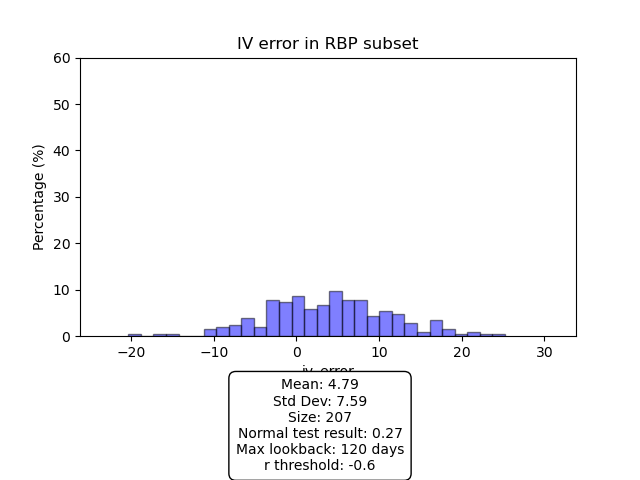 IV error in RBP subset
Percentage (%)
60
50
40
30
20
10
0
−20 −10 0 10 20 30
iv_error
Mean: 4.79
Std Dev: 7.59
Size: 207
Normal test result: 0.27
Max lookback: 120 days
r threshold: -0.6